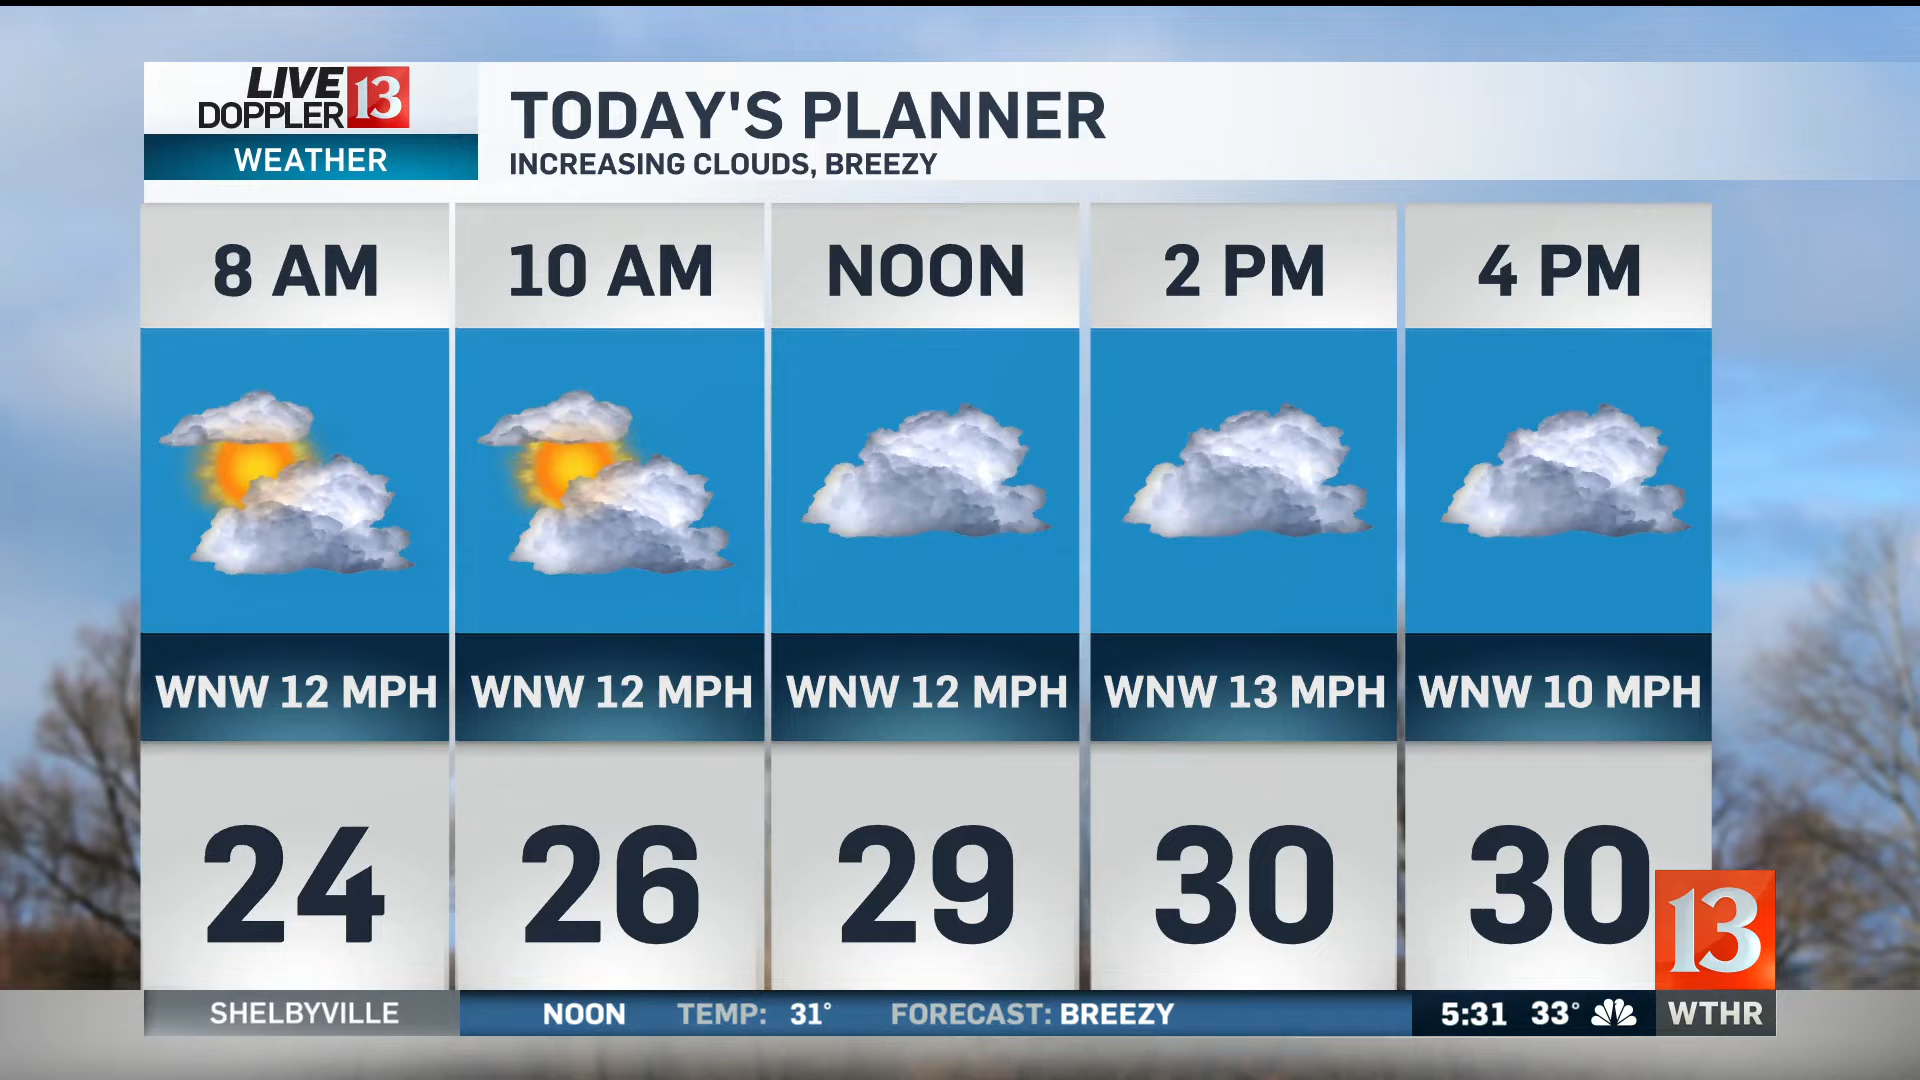 LIVE
DOPPLER 13
WEATHER
TODAY'S PLANNER
INCREASING CLOUDS, BREEZY
8 AM
10 AM
NOON
2 PM
4 PM
WNW 12 MPH
WNW 12 MPH
WNW 12 MPH
WNW 13 MPH
WNW 10 MPH
24
26
29
30
30
13
SHELBYVILLE
NOON TEMP: 31° FORECAST: BREEZY
5:31 33°
WTHR